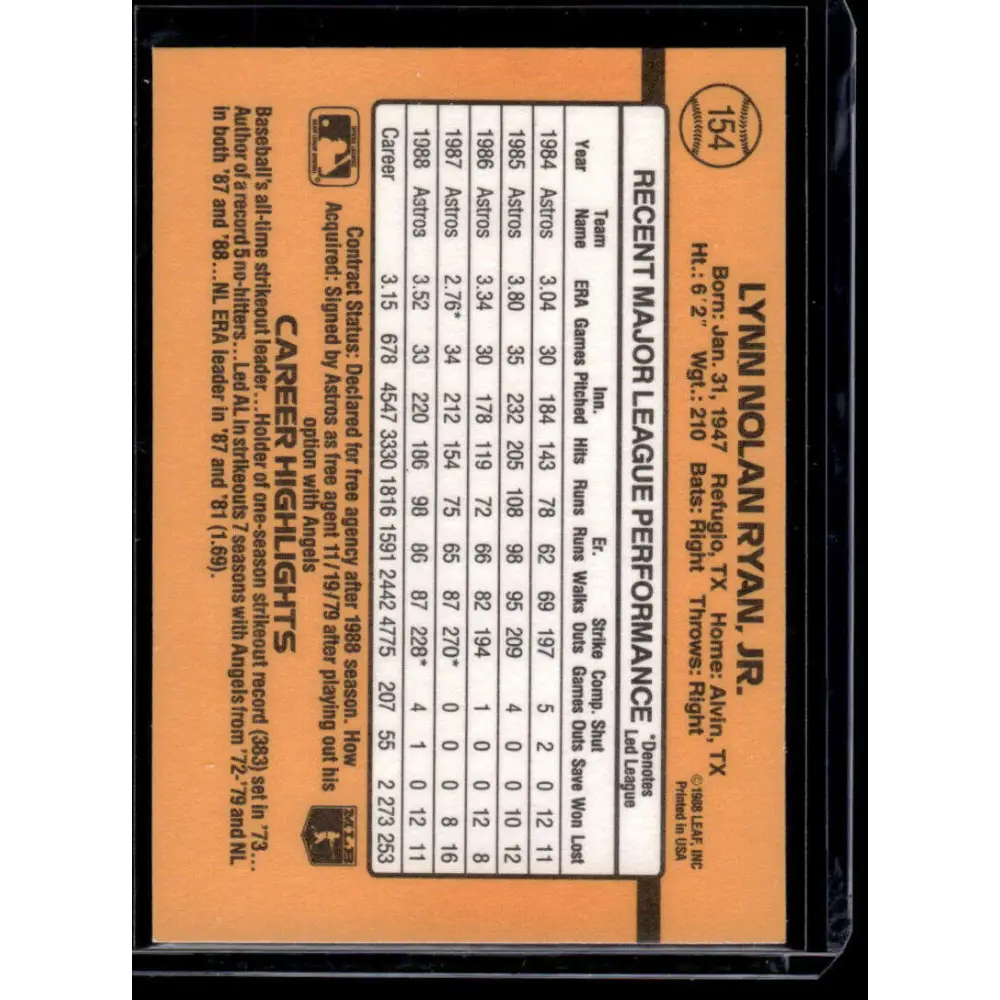 154
LYNN NOLAN RYAN, JR.
Born: Jan. 31, 1947 Refugio, TX Home: Alvin, TX
Ht.: 6'2" Wgt.: 210 Bats: Right Throws: Right
©1988 LEAF, INC
Printed in USA
RECENT MAJOR LEAGUE PERFORMANCE *Denotes Led League
Year Team Name ERA Games Inn. Pitched Hits Runs Er. Runs Walks Strike Outs Comp. Games Shut Outs Save Won Lost
1984 Astros 3.04 30 184 143 78 62 69 197 5 2 0 12 11
1985 Astros 3.80 35 232 205 108 98 95 209 4 0 0 10 12
1986 Astros 3.34 30 178 119 72 66 82 194 1 0 0 12 8
1987 Astros 2.76* 34 212 154 75 65 87 270* 0 0 0 8 16
1988 Astros 3.52 33 220 186 98 86 87 228* 4 1 0 12 11
Career 3.15 678 4547 3330 1816 1591 2442 4775 207 55 2 273 253
Contract Status: Declared for free agency after 1988 season. How
Acquired: Signed by Astros as free agent 11/19/79 after playing out his
option with Angels
MLB
CAREER HIGHLIGHTS
Baseball's all-time strikeout leader...Holder of one-season strikeout record (383) set in '73...
Author of a record 5 no-hitters...Led AL in strikeouts 7 seasons with Angels from '72-'79 and NL
in both '87 and '88...NL ERA leader in '87 and '81 (1.69).